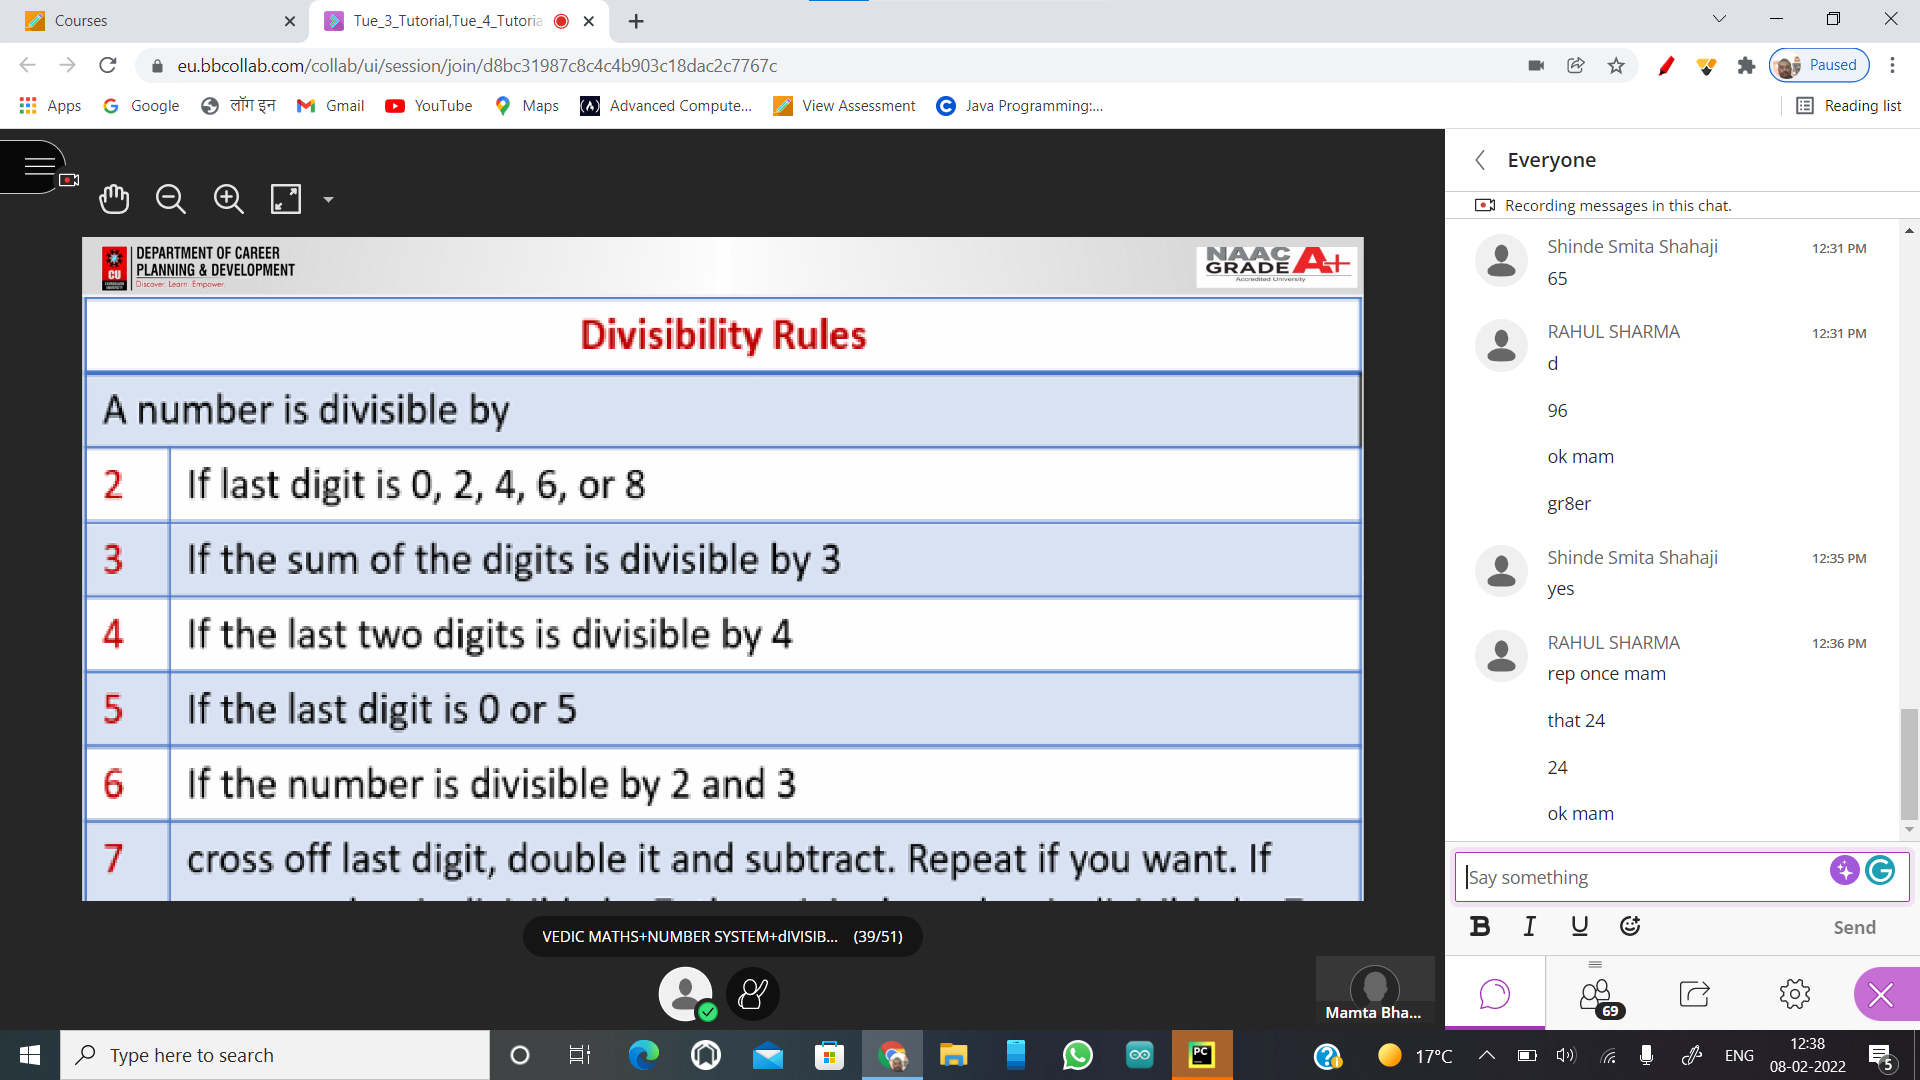 Courses
Tue_3_Tutorial,Tue_4_Tutoria
eu.bbcollab.com/collab/ui/session/join/d8bc31987c8c4c4b903c18dac2c7767c
Paused
Apps
Google
लॉग इन
Gmail
YouTube
Maps
Advanced Compute...
View Assessment
Java Programming:...
Reading list
CU
DEPARTMENT OF CAREER
PLANNING & DEVELOPMENT
Discover. Learn. Empower.
NAAC
GRADE A+
Accredited University
Divisibility Rules
A number is divisible by
2 If last digit is 0, 2, 4, 6, or 8
3 If the sum of the digits is divisible by 3
4 If the last two digits is divisible by 4
5 If the last digit is 0 or 5
6 If the number is divisible by 2 and 3
7 cross off last digit, double it and subtract. Repeat if you want. If
VEDIC MATHS+NUMBER SYSTEM+dIVISIB... (39/51)
Mamta Bha...
Everyone
Recording messages in this chat.
Shinde Smita Shahaji 12:31 PM
65
RAHUL SHARMA 12:31 PM
d
96
ok mam
gr8er
Shinde Smita Shahaji 12:35 PM
yes
RAHUL SHARMA 12:36 PM
rep once mam
that 24
24
ok mam
Say something
B I U
Send
69
Type here to search
PC
17°C
ENG
12:38
08-02-2022
5